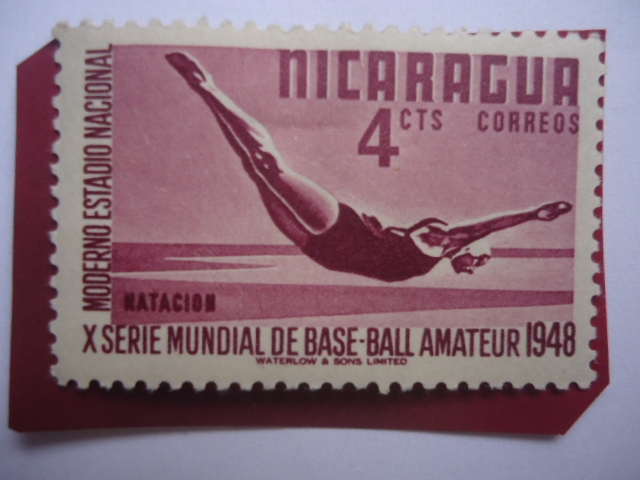 MODERNO ESTADIO NACIONAL
NICARAGUA
4 CTS CORREOS
NATACION
X SERIE MUNDIAL DE BASE-BALL AMATEUR 1948
WATERLOW & SONS LIMITED